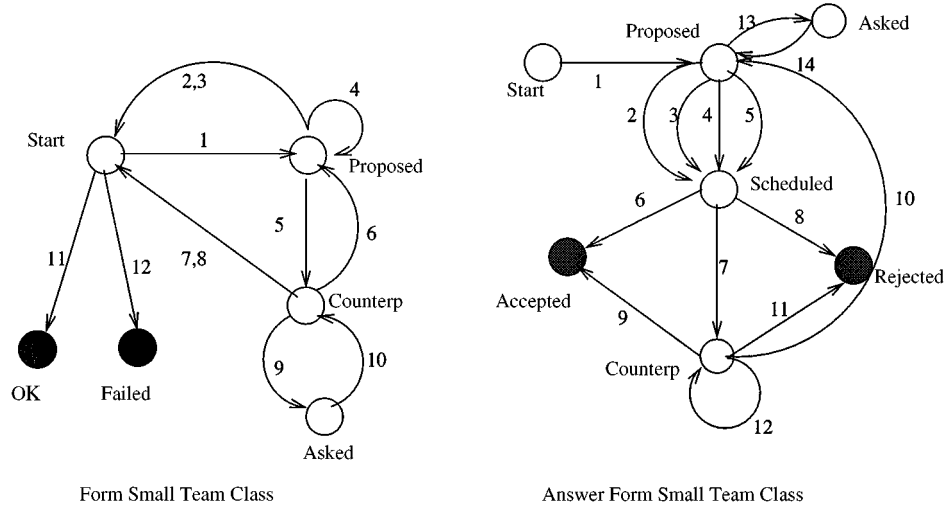 2,3
4
Start
1
Proposed
5
6
7,8
11
12
Counterp
9
10
OK
Failed
Asked
Form Small Team Class
13
Proposed
Asked
Start
1
14
2
3
4
5
Scheduled
6
8
10
7
Accepted
Rejected
9
11
Counterp
12
Answer Form Small Team Class